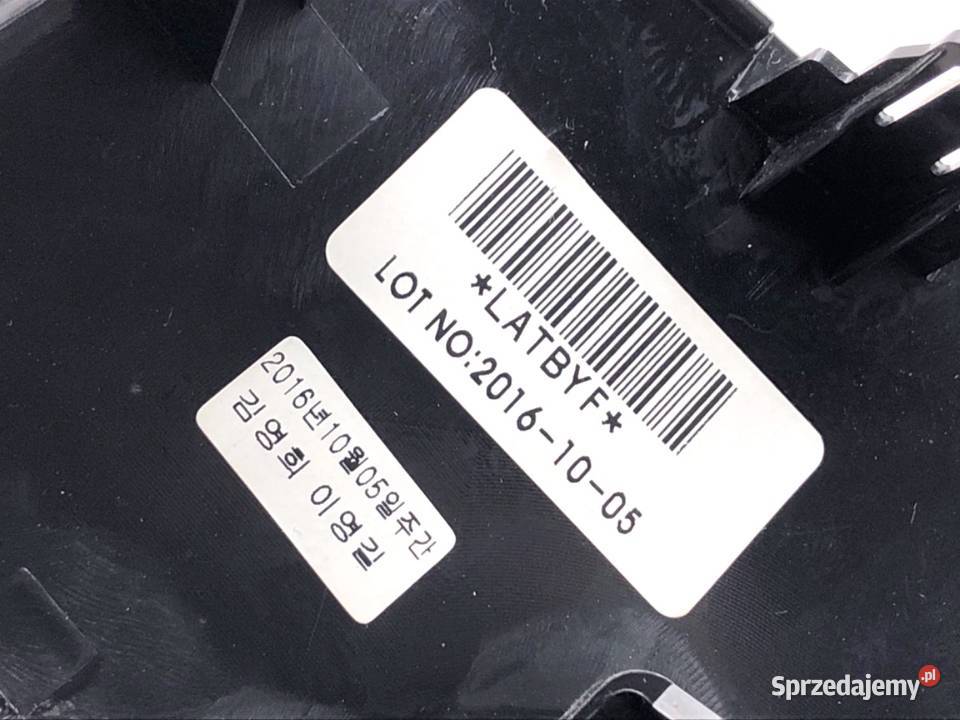 *LATBYF*
LOT NO:2016-10-05
2016년10월05일주간
김영희 이영길
Sprzedajemy.pl